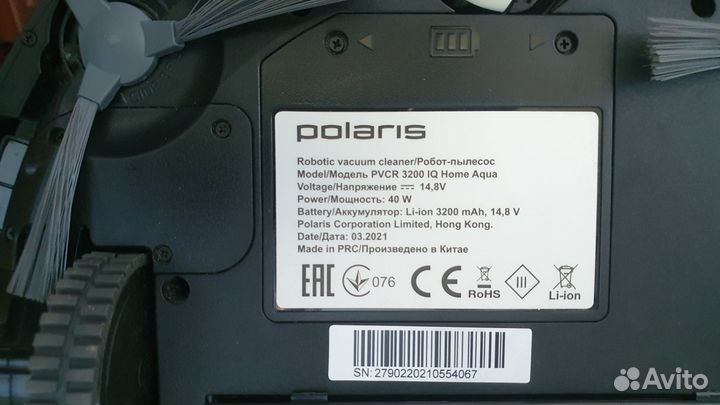 polaris
Robotic vacuum cleaner/Робот-пылесос
Model/Модель PVCR 3200 IQ Home Aqua
Voltage/Напряжение 14,8V
Power/Мощность: 40 W
Battery/Аккумулятор: Li-ion 3200 mAh, 14,8 V
Polaris Corporation Limited, Hong Kong.
Date/Дата: 03.2021
Made in PRC/Произведено в Китае
EAC 076 CE RoHS III Li-ion
SN: 2790220210554067
Avito